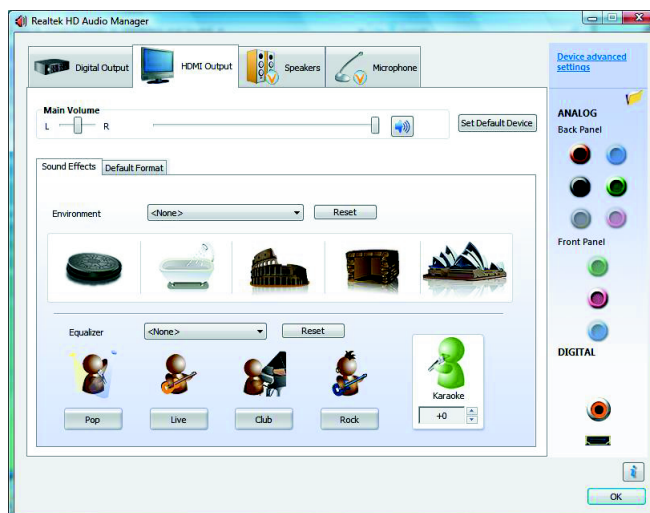 Realtek HD Audio Manager
Digital Output
HDMI Output
Speakers
Microphone
Device advanced
settings
Main Volume
L
R
Set Default Device
ANALOG
Back Panel
Sound Effects
Default Format
Environment
<None>
Reset
Front Panel
Equalizer
<None>
Reset
DIGITAL
Karaoke
Pop
Live
Club
Rock
+0
i
OK